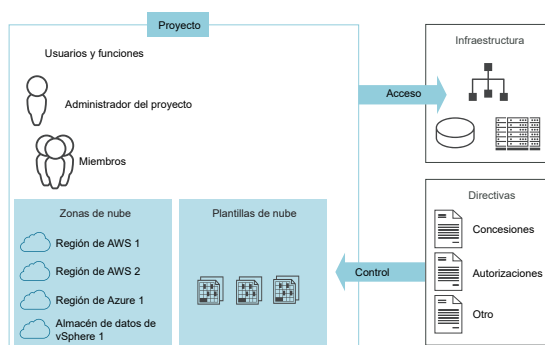 Proyecto
Usuarios y funciones
Administrador del proyecto
Miembros
Zonas de nube
Región de AWS 1
Región de AWS 2
Región de Azure 1
Almacén de datos de
vSphere 1
Plantillas de nube
Acceso
Infraestructura
Control
Directivas
Concesiones
Autorizaciones
Otro